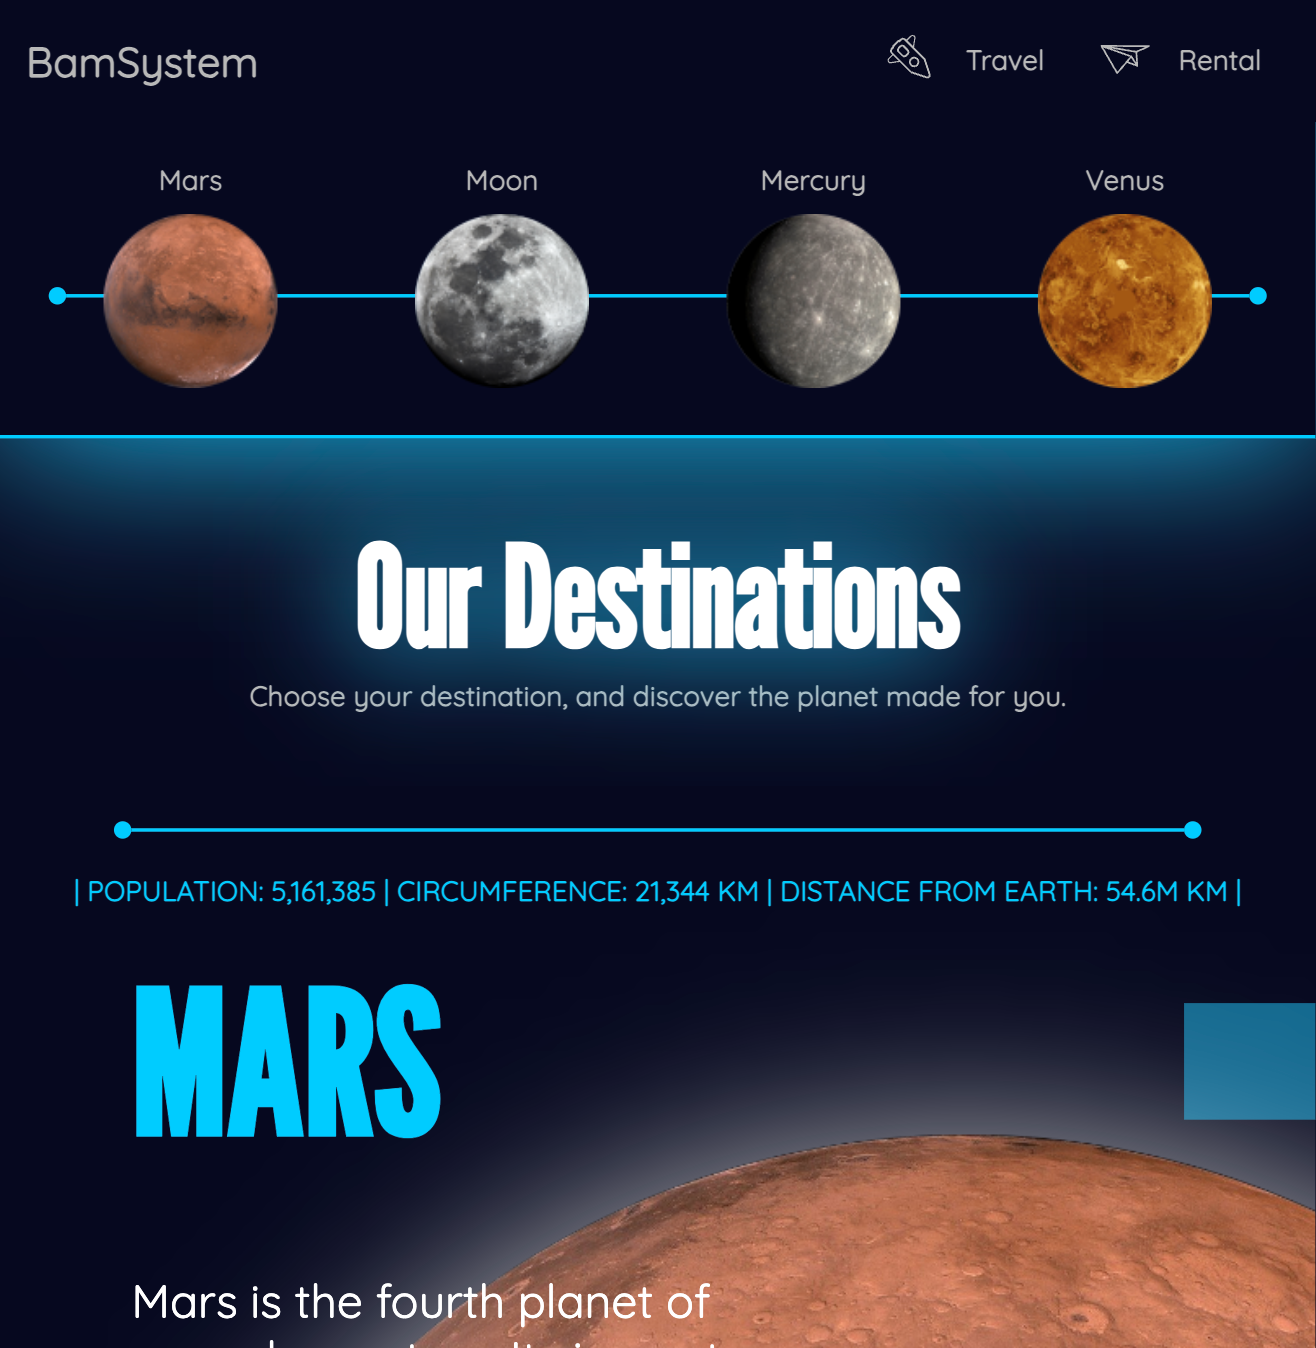 BamSystem
Travel
Rental
Mars
Moon
Mercury
Venus
Our Destinations
Choose your destination, and discover the planet made for you.
| POPULATION: 5,161,385 | CIRCUMFERENCE: 21,344 KM | DISTANCE FROM EARTH: 54.6M KM |
MARS
Mars is the fourth planet of